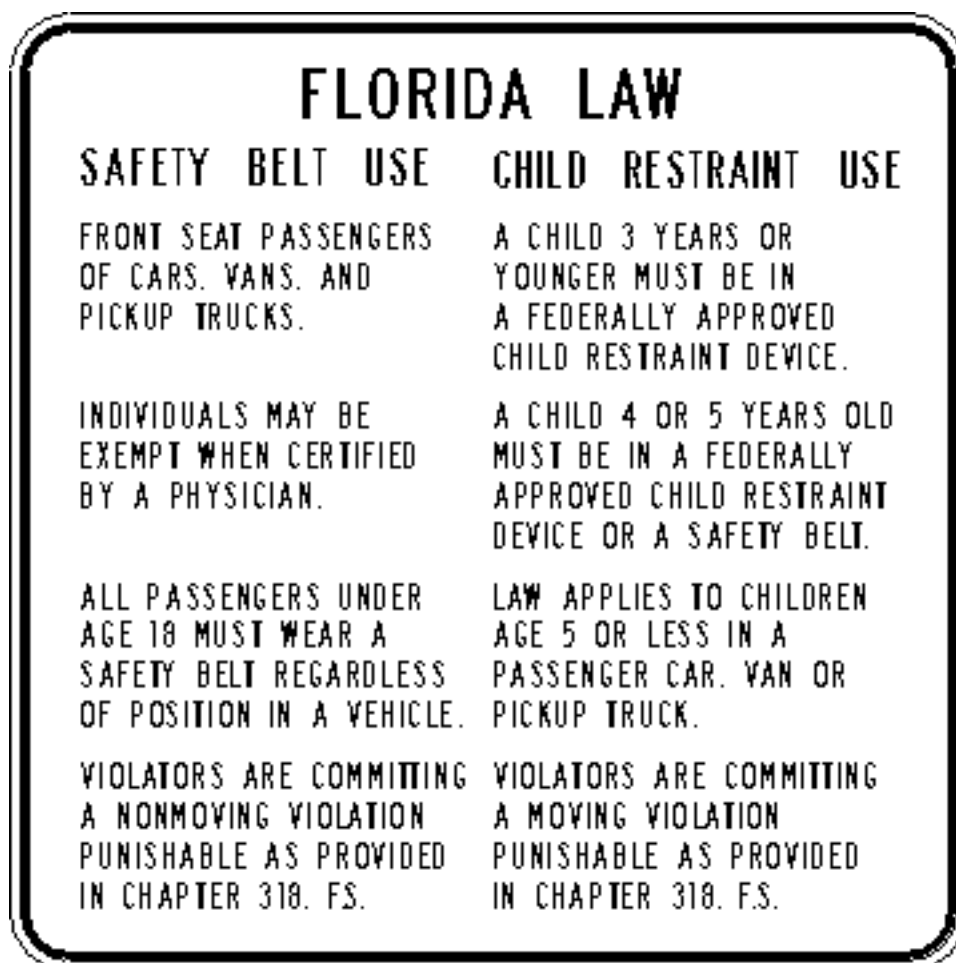 FLORIDA LAW
SAFETY BELT USE
FRONT SEAT PASSENGERS
OF CARS, VANS, AND
PICKUP TRUCKS.
INDIVIDUALS MAY BE
EXEMPT WHEN CERTIFIED
BY A PHYSICIAN.
ALL PASSENGERS UNDER
AGE 18 MUST WEAR A
SAFETY BELT REGARDLESS
OF POSITION IN A VEHICLE.
VIOLATORS ARE COMMITTING
A NONMOVING VIOLATION
PUNISHABLE AS PROVIDED
IN CHAPTER 318, F.S.
CHILD RESTRAINT USE
A CHILD 3 YEARS OR
YOUNGER MUST BE IN
A FEDERALLY APPROVED
CHILD RESTRAINT DEVICE.
A CHILD 4 OR 5 YEARS OLD
MUST BE IN A FEDERALLY
APPROVED CHILD RESTRAINT
DEVICE OR A SAFETY BELT.
LAW APPLIES TO CHILDREN
AGE 5 OR LESS IN A
PASSENGER CAR, VAN OR
PICKUP TRUCK.
VIOLATORS ARE COMMITTING
A MOVING VIOLATION
PUNISHABLE AS PROVIDED
IN CHAPTER 318, F.S.